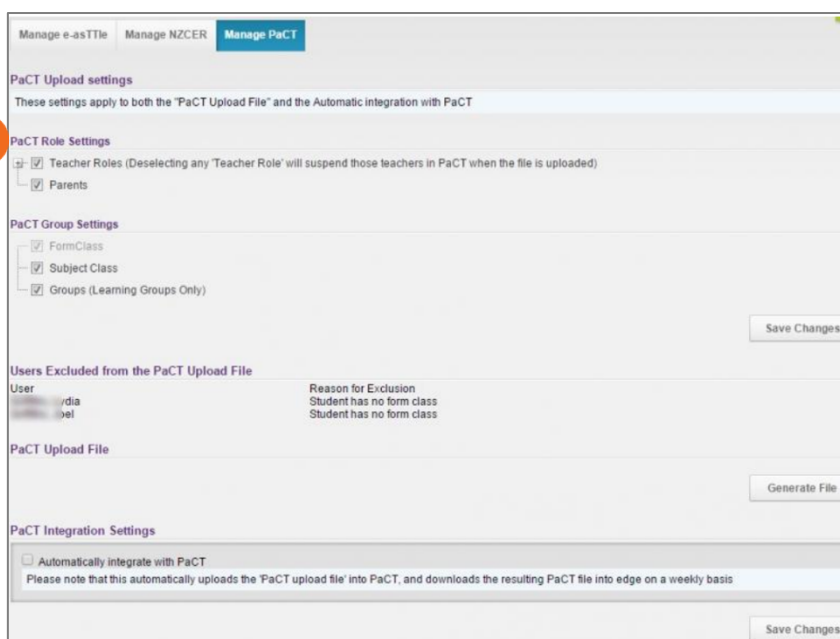 Manage e-asTTle Manage NZCER Manage PaCT
PaCT Upload settings
These settings apply to both the "PaCT Upload File" and the Automatic integration with PaCT
PaCT Role Settings
Teacher Roles (Deselecting any 'Teacher Role' will suspend those teachers in PaCT when the file is uploaded)
Parents
PaCT Group Settings
FormClass
Subject Class
Groups (Learning Groups Only)
Save Changes
Users Excluded from the PaCT Upload File
User Reason for Exclusion
Student has no form class
Student has no form class
PaCT Upload File
Generate File
PaCT Integration Settings
Automatically integrate with PaCT
Please note that this automatically uploads the 'PaCT upload file' into PaCT, and downloads the resulting PaCT file into edge on a weekly basis
Save Changes